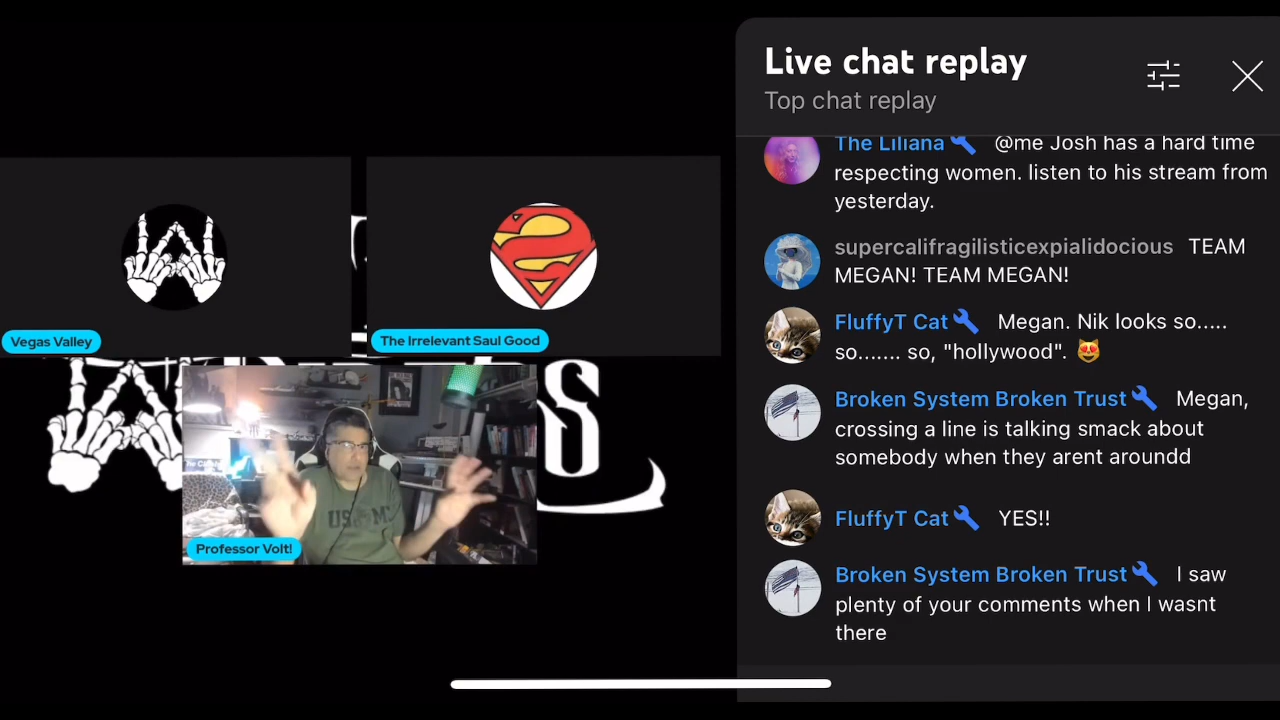 Live chat replay
Top chat replay
The Liliana @me Josh has a hard time
respecting women. listen to his stream from
yesterday.
supercalifragilisticexpialidocious TEAM
MEGAN! TEAM MEGAN!
FluffyT Cat Megan. Nik looks so.....
so....... so, "hollywood". 😻
Broken System Broken Trust Megan,
crossing a line is talking smack about
somebody when they arent aroundd
FluffyT Cat YES!!
Broken System Broken Trust I saw
plenty of your comments when I wasnt
there
Vegas Valley
The Irrelevant Saul Good
Professor Volt!